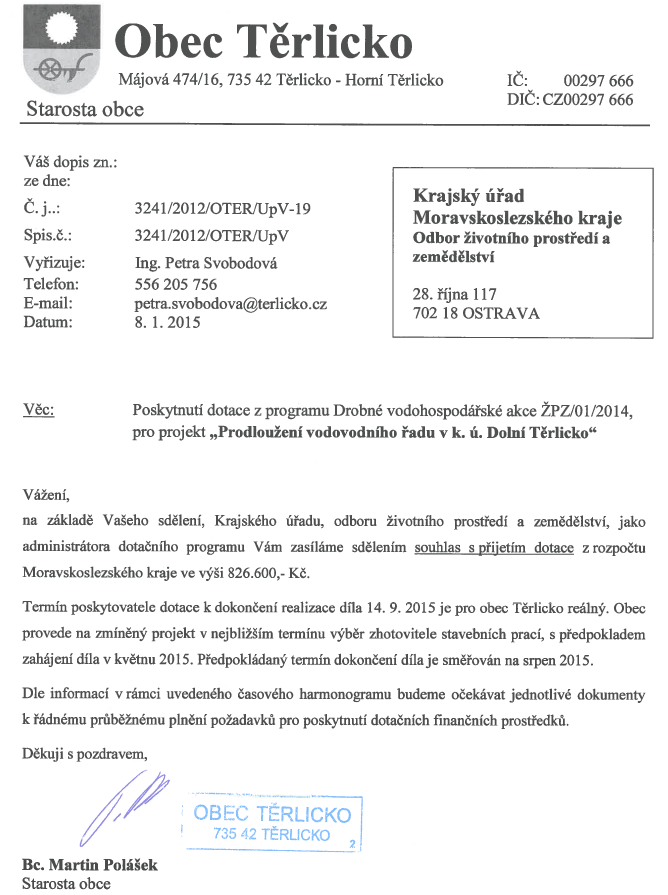 Obec Těrlicko
Májová 474/16, 735 42 Těrlicko - Horní Těrlicko
IČ: 00297 666
DIČ: CZ00297 666
Starosta obce
Váš dopis zn.:
ze dne:
Č. j..: 3241/2012/OTER/UpV-19
Spis.č.: 3241/2012/OTER/UpV
Vyřizuje: Ing. Petra Svobodová
Telefon: 556 205 756
E-mail: petra.svobodova@terlicko.cz
Datum: 8. 1. 2015
Krajský úřad
Moravskoslezského kraje
Odbor životního prostředí a
zemědělství
28. října 117
702 18 OSTRAVA
Věc: Poskytnutí dotace z programu Drobné vodohospodářské akce ŽPZ/01/2014,
pro projekt „Prodloužení vodovodního řadu v k. ú. Dolní Těrlicko“
Vážení,
na základě Vašeho sdělení, Krajského úřadu, odboru životního prostředí a zemědělství, jako
administrátora dotačního programu Vám zasíláme sdělením souhlas s přijetím dotace z rozpočtu
Moravskoslezského kraje ve výši 826.600,- Kč.
Termín poskytovatele dotace k dokončení realizace díla 14. 9. 2015 je pro obec Těrlicko reálný. Obec
provede na zmíněný projekt v nejbližším termínu výběr zhotovitele stavebních prací, s předpokladem
zahájení díla v květnu 2015. Předpokládaný termín dokončení díla je směřován na srpen 2015.
Dle informací v rámci uvedeného časového harmonogramu budeme očekávat jednotlivé dokumenty
k řádnému průběžnému plnění požadavků pro poskytnutí dotačních finančních prostředků.
Děkuji s pozdravem,
OBEC TĚRLICKO
735 42 TĚRLICKO
2
Bc. Martin Polášek
Starosta obce